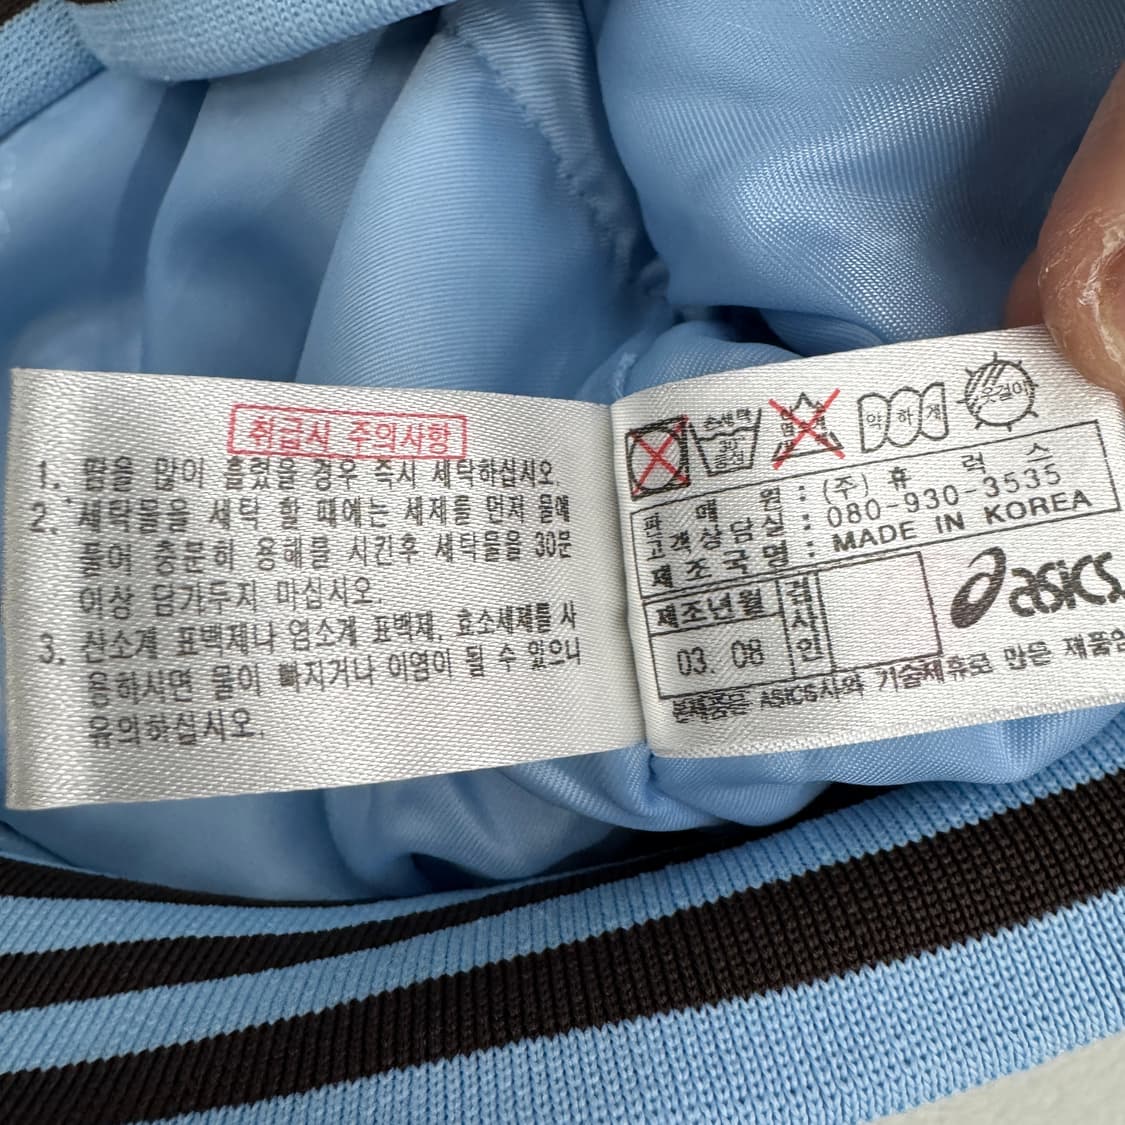 취급시 주의사항
1. 땀을 많이 흘렸을 경우 즉시 세탁하십시오.
2. 세탁물을 세탁 할 때에는 세제를 먼저 물에
풀어 충분히 용해를 시킨후 세탁물을 30분
이상 담가두지 마십시오.
3. 산소계 표백제나 염소계 표백제, 효소세제를 사
용하시면 물이 빠지거나 이염이 될 수 있으니
유의하십시오.
손세탁
약하게
옷걸이
판 매 원 : (주) 휴 럭 스
고객상담실 : 080-930-3535
제조국명 : MADE IN KOREA
제조년월
검사인
03. 08
asics
본제품은 ASICS사와 기술제휴로 만든 제품